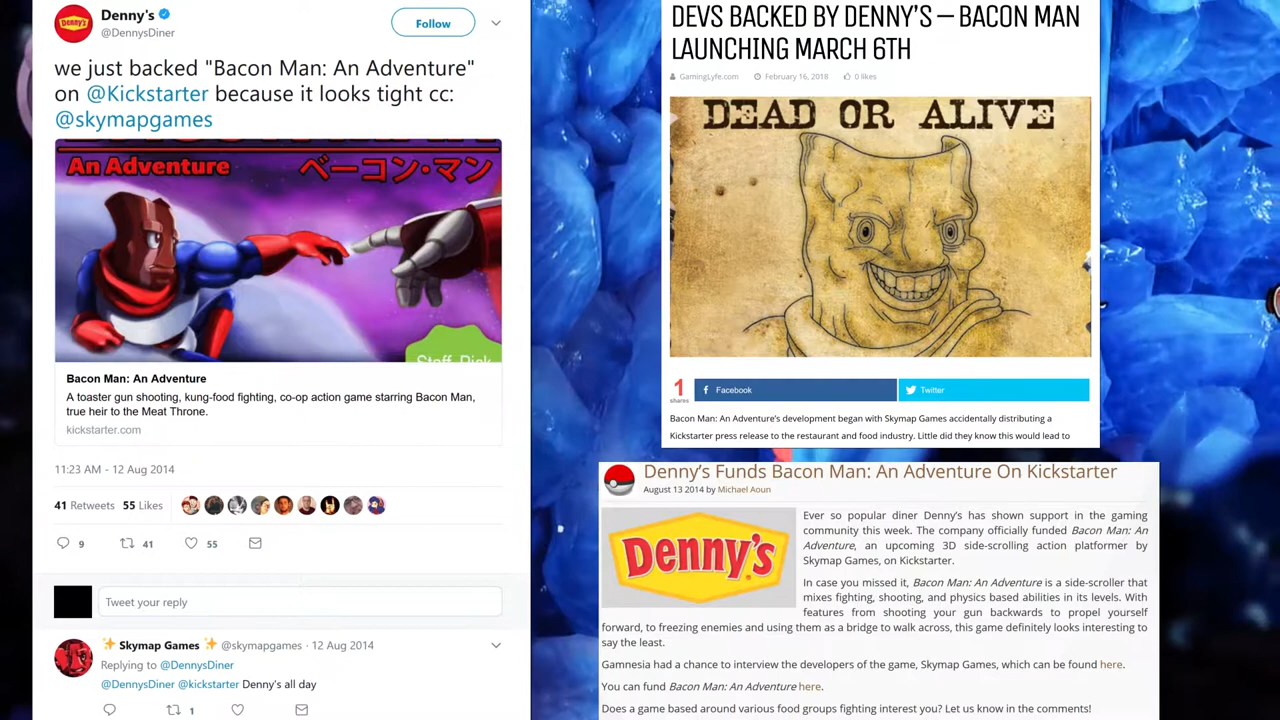 Denny's
Denny's
@DennysDiner
Follow
we just backed "Bacon Man: An Adventure"
on @Kickstarter because it looks tight cc:
@skymapgames
An Adventure
ベーコン・マン
Bacon Man: An Adventure
A toaster gun shooting, kung-food fighting, co-op action game starring Bacon Man,
true heir to the Meat Throne.
kickstarter.com
11:23 AM - 12 Aug 2014
41 Retweets 55 Likes
9 41 55
Tweet your reply
Skymap Games @skymapgames · 12 Aug 2014
Replying to @DennysDiner
@DennysDiner @kickstarter Denny's all day
1
DEVS BACKED BY DENNY'S – BACON MAN
LAUNCHING MARCH 6TH
GamingLyfe.com February 16, 2018 0 likes
DEAD OR ALIVE
1
shares
Facebook
Twitter
Bacon Man: An Adventure's development began with Skymap Games accidentally distributing a
Kickstarter press release to the restaurant and food industry. Little did they know this would lead to
Denny's Funds Bacon Man: An Adventure On Kickstarter
August 13 2014 by Michael Aoun
Denny's
Ever so popular diner Denny's has shown support in the gaming
community this week. The company officially funded Bacon Man: An
Adventure, an upcoming 3D side-scrolling action platformer by
Skymap Games, on Kickstarter.
In case you missed it, Bacon Man: An Adventure is a side-scroller that
mixes fighting, shooting, and physics based abilities in its levels. With
features from shooting your gun backwards to propel yourself
forward, to freezing enemies and using them as a bridge to walk across, this game definitely looks interesting to
say the least.
Gamnesia had a chance to interview the developers of the game, Skymap Games, which can be found here.
You can fund Bacon Man: An Adventure here.
Does a game based around various food groups fighting interest you? Let us know in the comments!